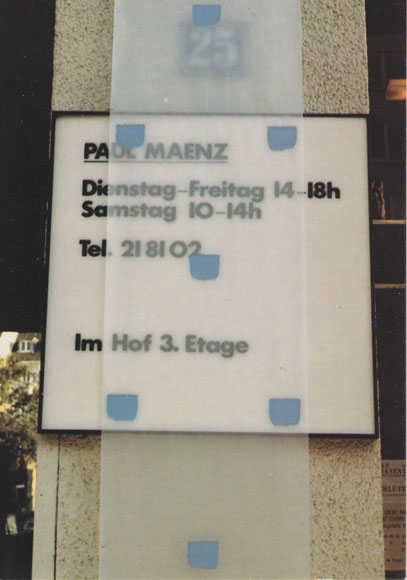 25
PAUL MAENZ
Dienstag-Freitag 14-18h
Samstag 10-14h
Tel. 21 81 02
Im Hof 3. Etage